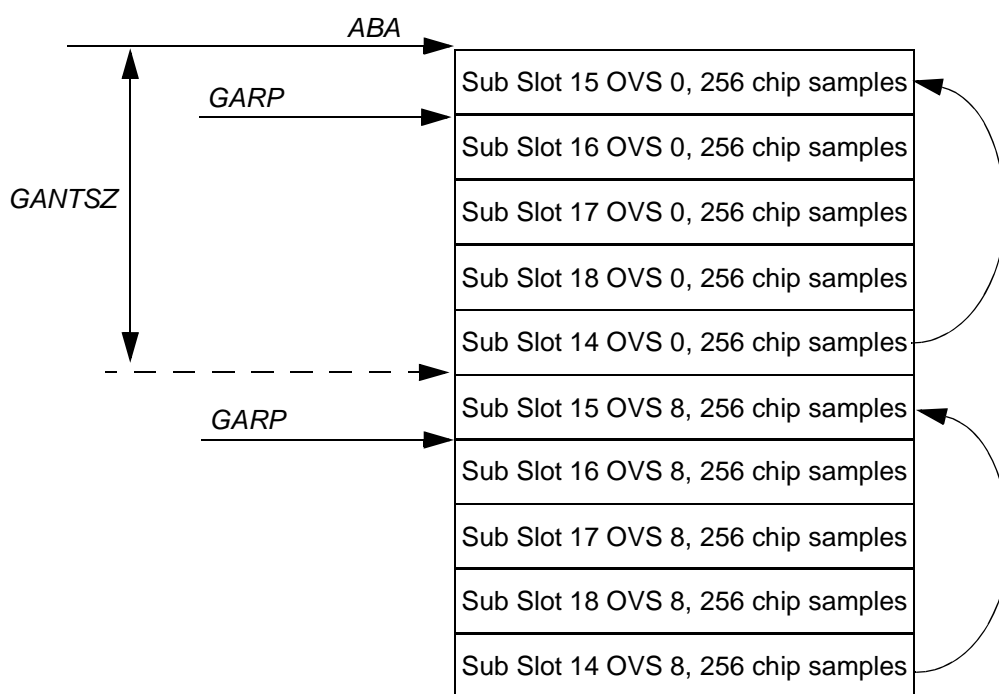 ABA
Sub Slot 15 OVS 0, 256 chip samples
GARP
Sub Slot 16 OVS 0, 256 chip samples
GANTSZ
Sub Slot 17 OVS 0, 256 chip samples
Sub Slot 18 OVS 0, 256 chip samples
Sub Slot 14 OVS 0, 256 chip samples
Sub Slot 15 OVS 8, 256 chip samples
GARP
Sub Slot 16 OVS 8, 256 chip samples
Sub Slot 17 OVS 8, 256 chip samples
Sub Slot 18 OVS 8, 256 chip samples
Sub Slot 14 OVS 8, 256 chip samples